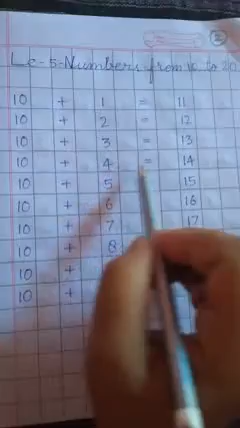 Le-5-Numbers from 10 to 20
10 + 1 = 11
10 + 2 = 12
10 + 3 = 13
10 + 4 = 14
10 + 5 15
10 + 6 16
10 + 7 17
10 + 8
10 +
10 +